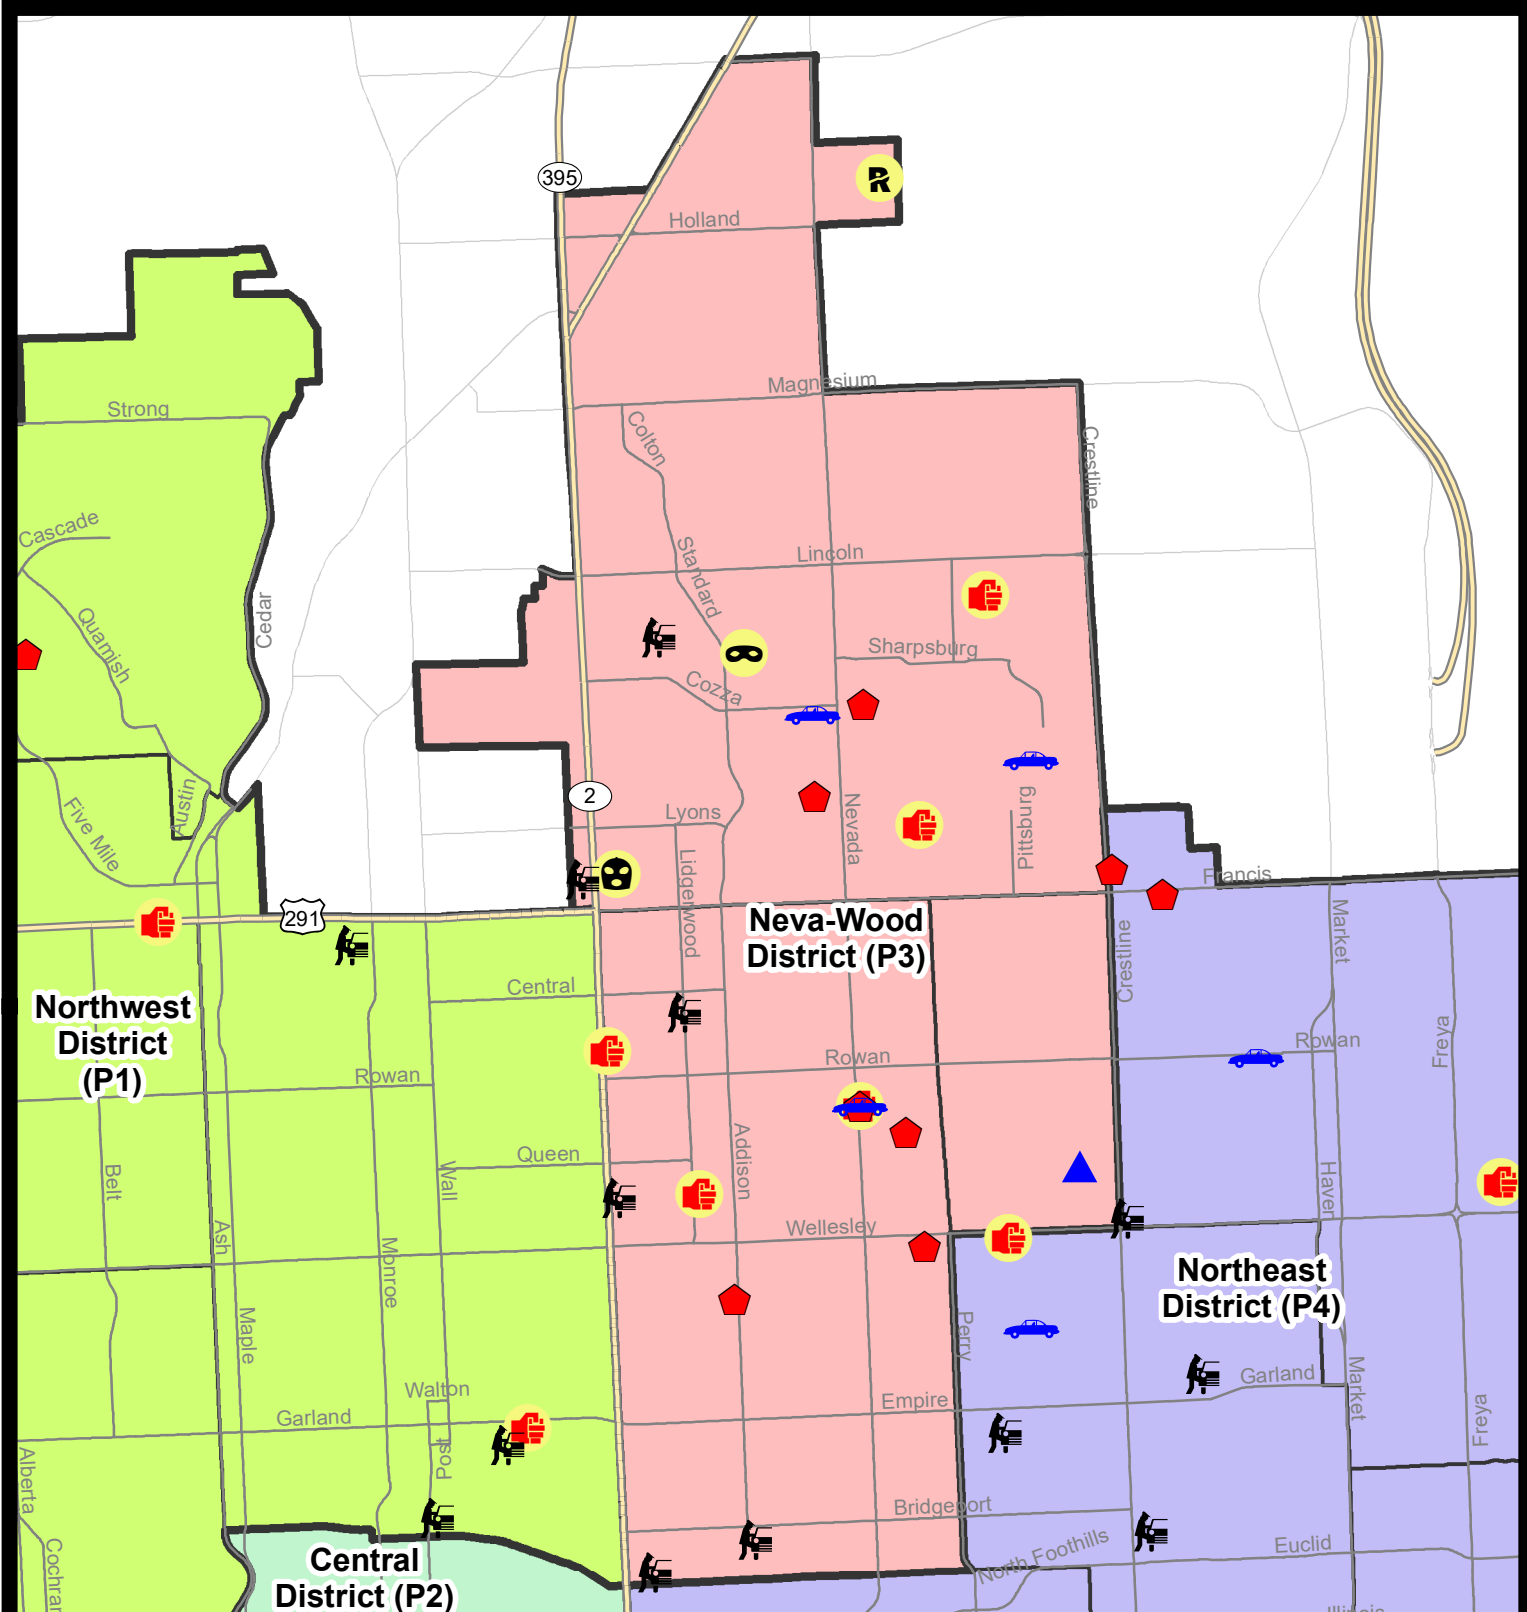 395
R
Holland
Magnesium
Strong
Colton
Crestline
Cascade
Standard
Lincoln
Quamish
Cedar
Sharpsburg
Cozza
2
Five Mile
Austin
Lyons
Nevada
Pittsburg
Lidgerwood
Francis
291
Neva-Wood
District (P3)
Market
Crestline
Central
Northwest
District
(P1)
Freya
Rowan
Rowan
Rowan
Addison
Queen
Belt
Wall
Haven
Ash
Wellesley
Monroe
Northeast
District (P4)
Maple
Perry
Walton
Garland
Empire
Garland
Market
Freya
Post
Alberta
Bridgeport
North Foothills
Euclid
Central
District (P2)
Cochran
Illinois